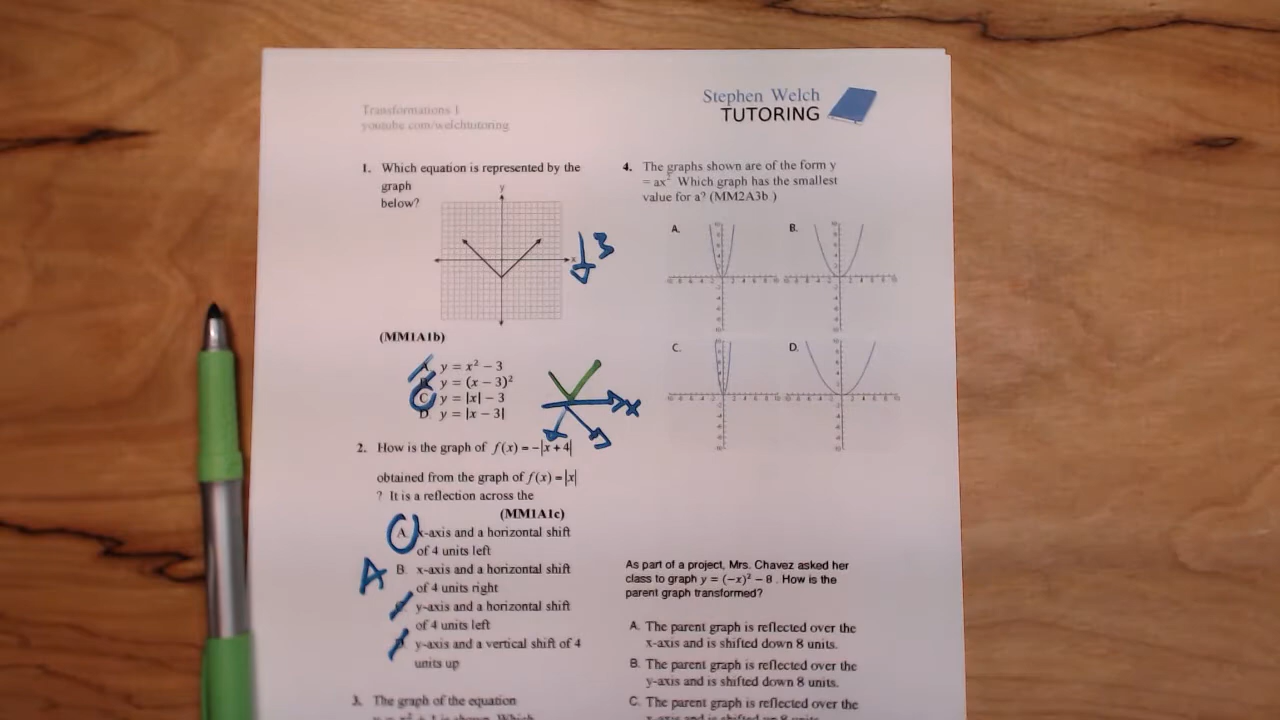 Transformations 1
youtube.com/welchtutoring
Stephen Welch
TUTORING
1. Which equation is represented by the
graph
below?
y
x
↓3
(MM1A1b)
A. y = x² − 3
B. y = (x − 3)²
C. y = |x| − 3
D. y = |x − 3|
x
2. How is the graph of f(x) = −|x + 4|
obtained from the graph of f(x) = |x|
? It is a reflection across the
(MM1A1c)
A. x-axis and a horizontal shift
of 4 units left
A
B. x-axis and a horizontal shift
of 4 units right
y-axis and a horizontal shift
of 4 units left
y-axis and a vertical shift of 4
units up
3. The graph of the equation
is shown. Which
4. The graphs shown are of the form y
= ax² Which graph has the smallest
value for a? (MM2A3b )
A.
B.
C.
D.
As part of a project, Mrs. Chavez asked her
class to graph y = (−x)² − 8 . How is the
parent graph transformed?
A. The parent graph is reflected over the
x-axis and is shifted down 8 units.
B. The parent graph is reflected over the
y-axis and is shifted down 8 units.
C. The parent graph is reflected over the